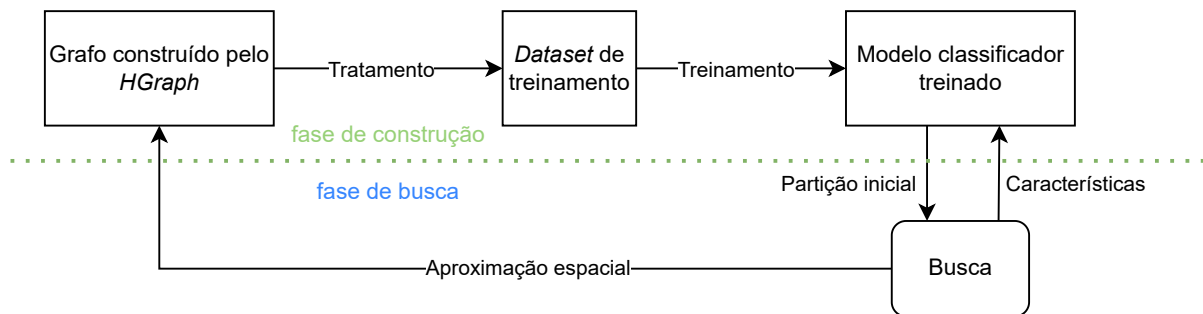 Grafo construído pelo
HGraph
Tratamento
Dataset de
treinamento
Treinamento
Modelo classificador
treinado
fase de construção
fase de busca
Partição inicial
Características
Aproximação espacial
Busca